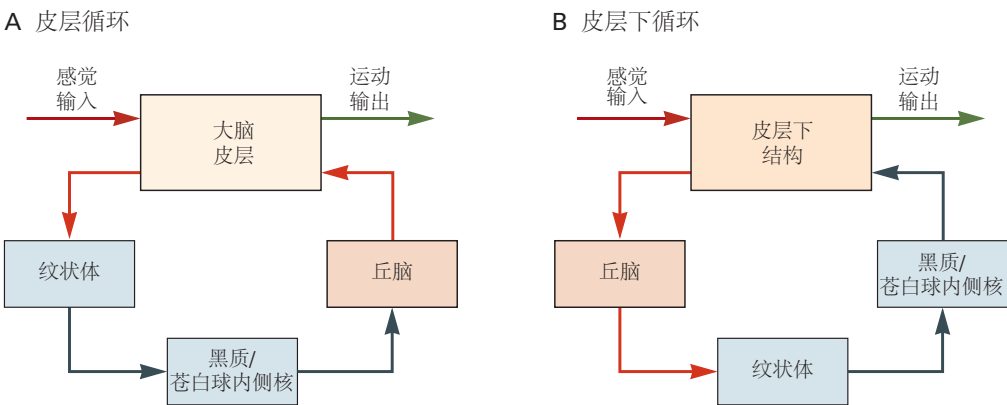 A 皮层循环
感觉
输入
运动
输出
大脑
皮层
纹状体
丘脑
黑质/
苍白球内侧核
B 皮层下循环
感觉
输入
运动
输出
皮层下
结构
丘脑
黑质/
苍白球内侧核
纹状体